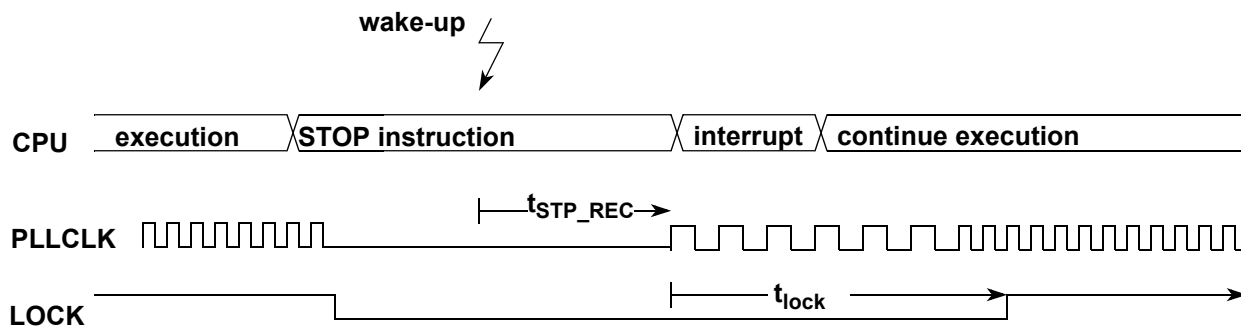 wake-up
CPU execution STOP instruction interrupt continue execution
tSTP_REC
PLLCLK
tlock
LOCK